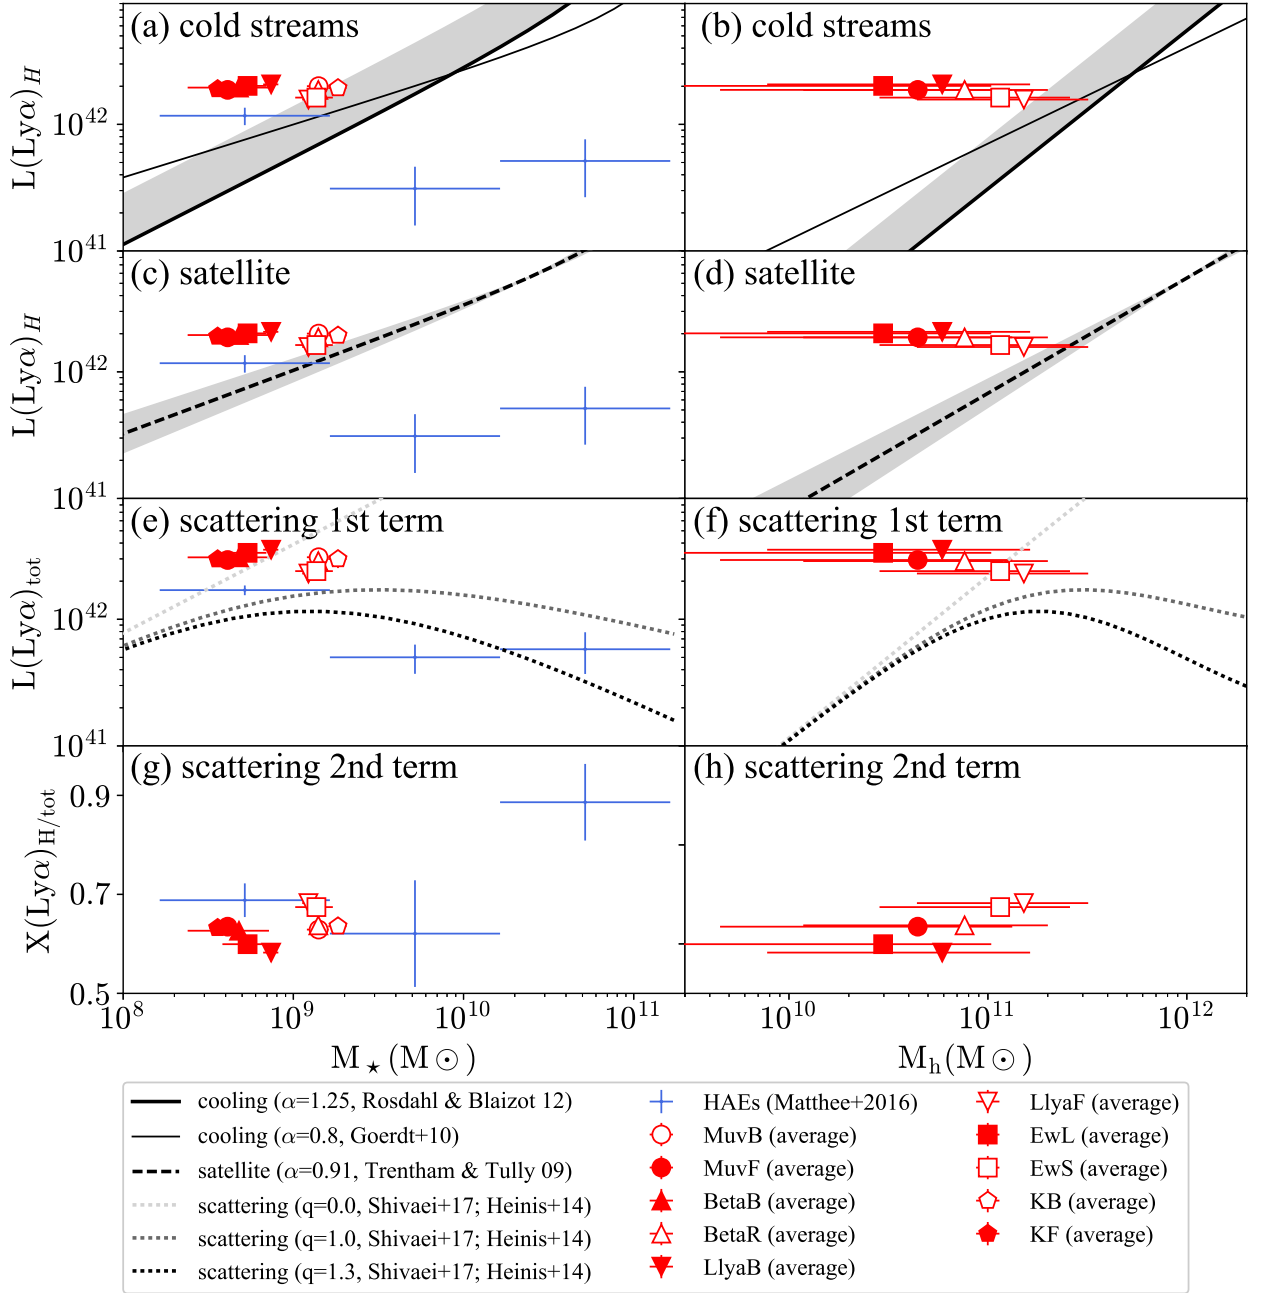 (a) cold streams
(b) cold streams
L(Lyα)H
10^42
10^41
(c) satellite
(d) satellite
L(Lyα)H
10^42
10^41
(e) scattering 1st term
(f) scattering 1st term
L(Lyα)tot
10^42
10^41
(g) scattering 2nd term
(h) scattering 2nd term
X(Lyα)H/tot
0.9
0.7
0.5
10^8 10^9 10^10 10^11
10^10 10^11 10^12
M⋆(M⊙)
Mh(M⊙)
cooling (α=1.25, Rosdahl & Blaizot 12)
cooling (α=0.8, Goerdt+10)
satellite (α=0.91, Trentham & Tully 09)
scattering (q=0.0, Shivaei+17; Heinis+14)
scattering (q=1.0, Shivaei+17; Heinis+14)
scattering (q=1.3, Shivaei+17; Heinis+14)
HAEs (Matthee+2016)
MuvB (average)
MuvF (average)
BetaB (average)
BetaR (average)
LlyaB (average)
LlyaF (average)
EwL (average)
EwS (average)
KB (average)
KF (average)